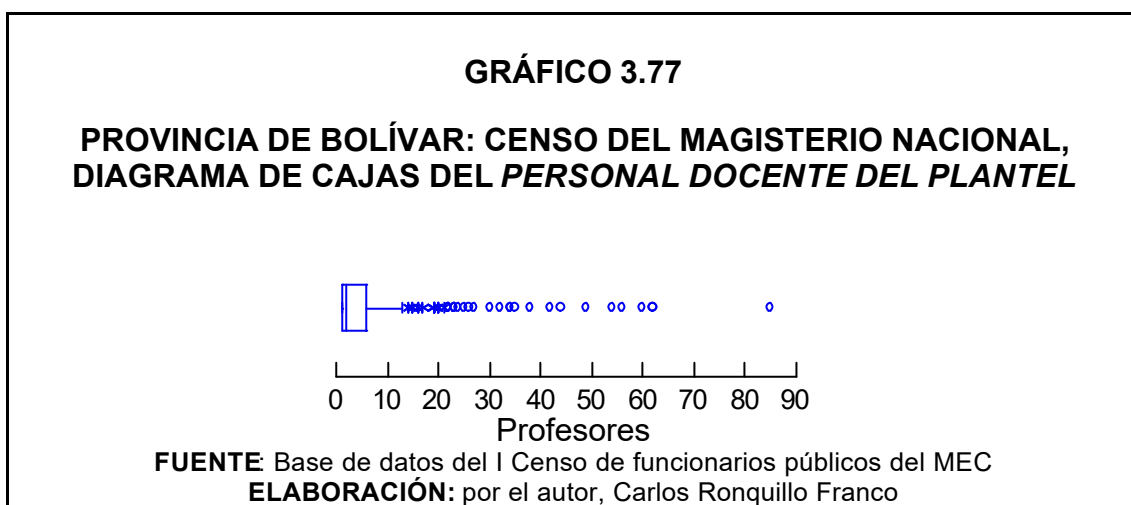 GRÁFICO 3.77
PROVINCIA DE BOLÍVAR: CENSO DEL MAGISTERIO NACIONAL,
DIAGRAMA DE CAJAS DEL PERSONAL DOCENTE DEL PLANTEL
0 10 20 30 40 50 60 70 80 90
Profesores
FUENTE: Base de datos del I Censo de funcionarios públicos del MEC
ELABORACIÓN: por el autor, Carlos Ronquillo Franco